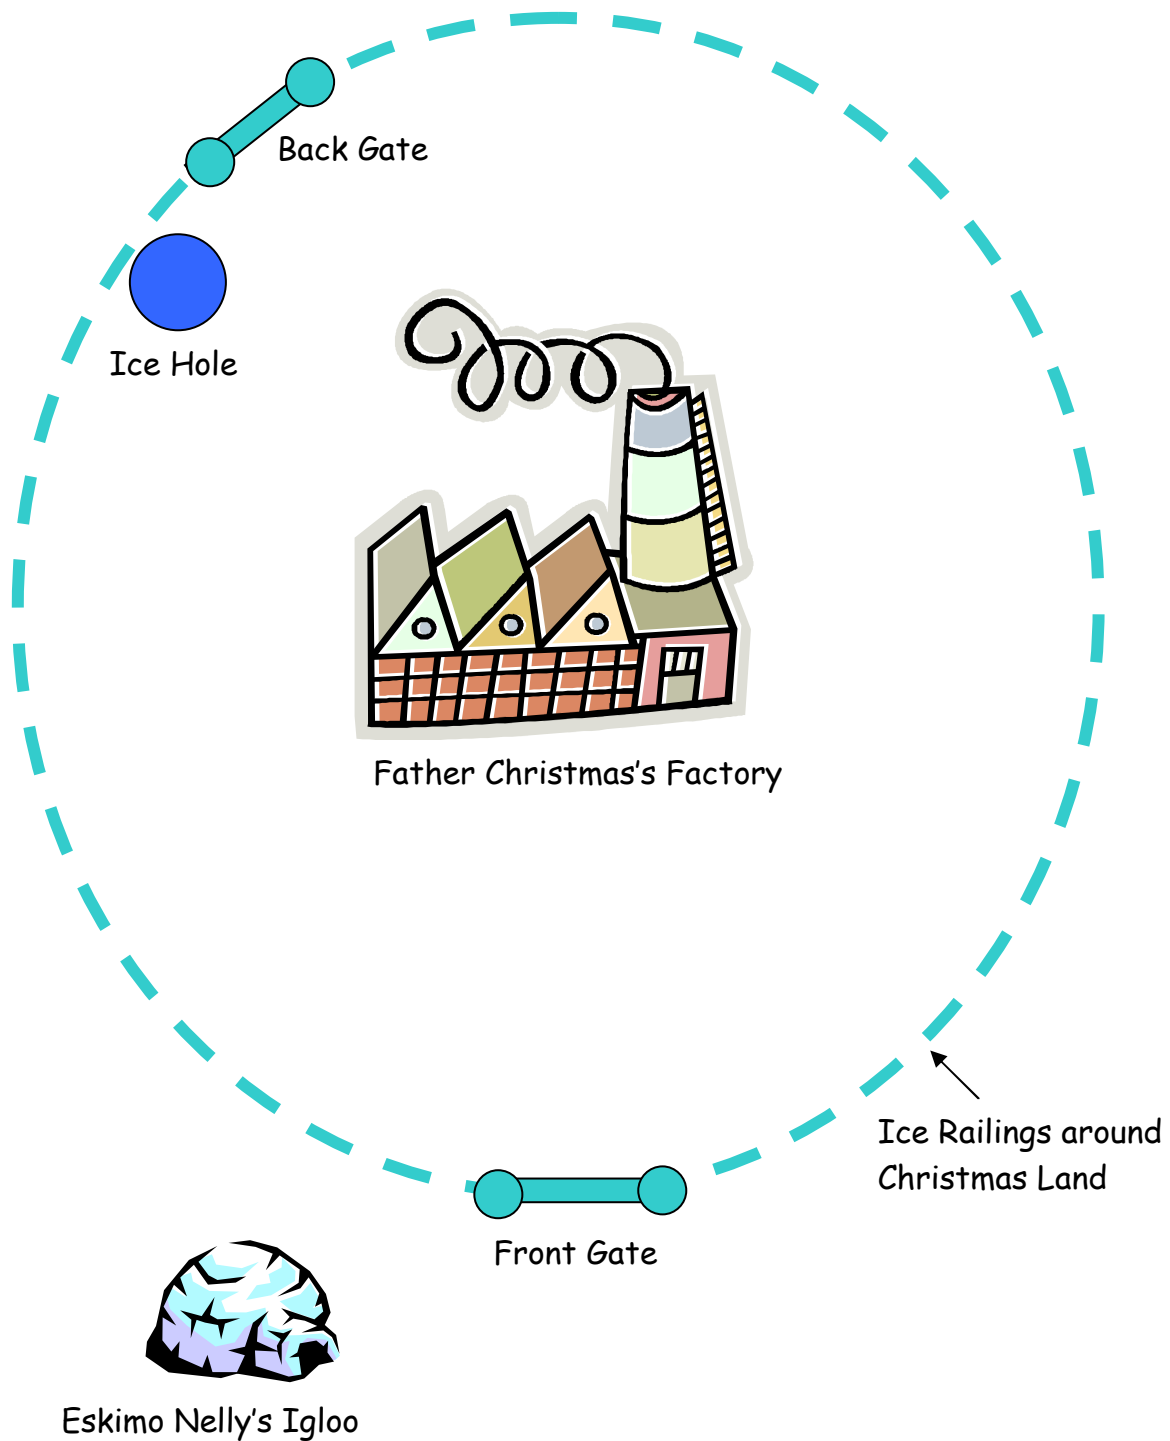 Back Gate
Ice Hole
Father Christmas’s Factory
Ice Railings around
Christmas Land
Front Gate
Eskimo Nelly’s Igloo